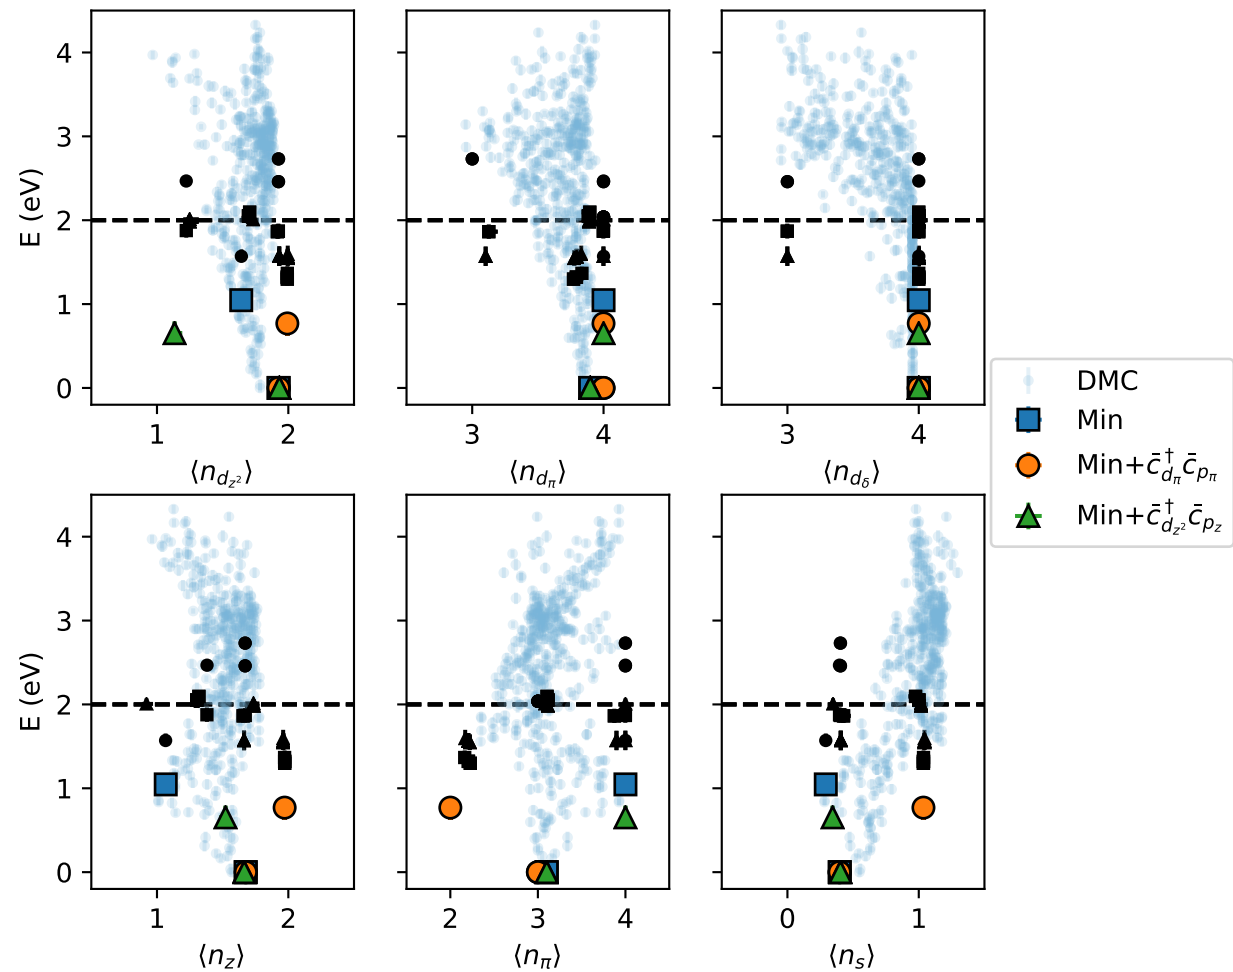 E (eV)
4
3
2
1
0
1 2
⟨n_{d_{z²}}⟩
3 4
⟨n_{d_π}⟩
3 4
⟨n_{d_δ}⟩
DMC
Min
Min+c̄†_{d_π}c̄_{p_π}
Min+c̄†_{d_{z²}}c̄_{p_z}
E (eV)
4
3
2
1
0
1 2
⟨n_z⟩
2 3 4
⟨n_π⟩
0 1
⟨n_s⟩